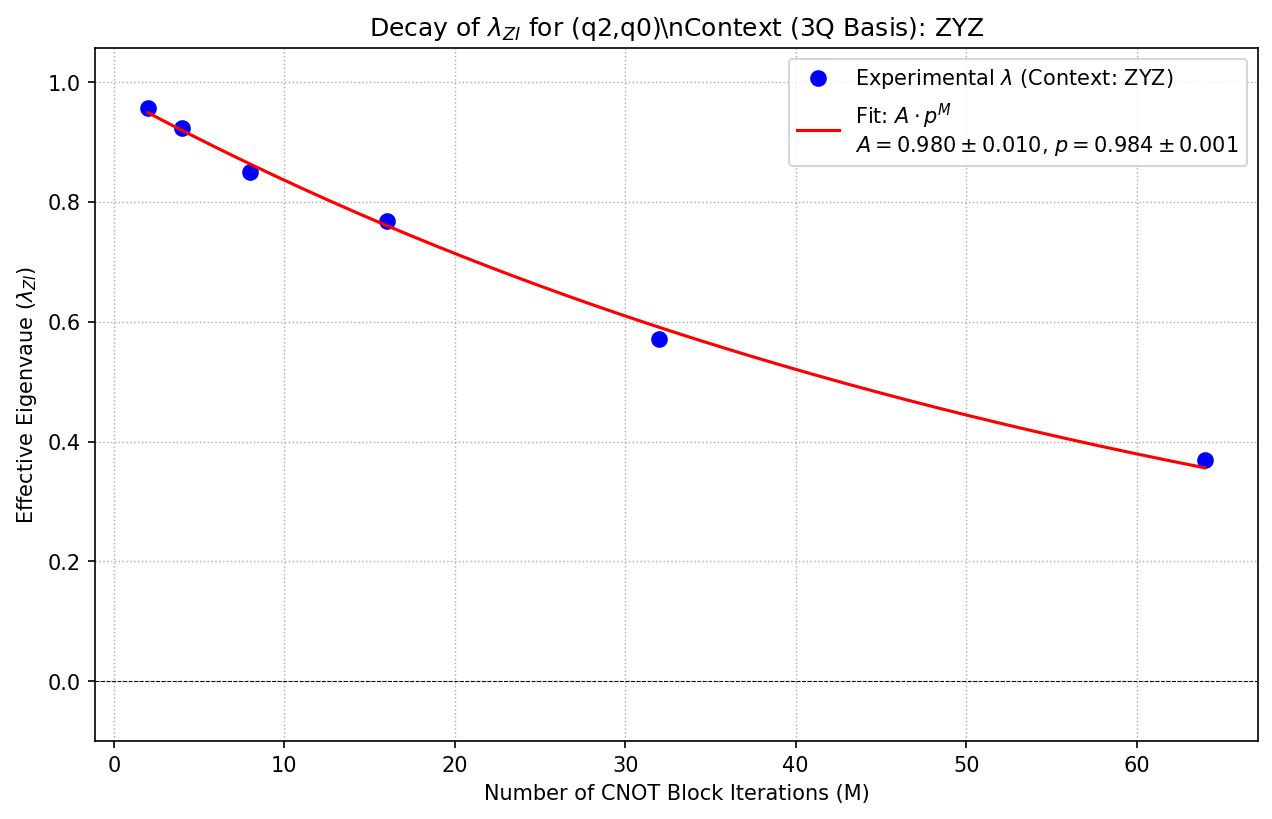 Decay of λ_ZI for (q2,q0)\nContext (3Q Basis): ZYZ
Experimental λ (Context: ZYZ)
Fit: A · p^M
A = 0.980 ± 0.010, p = 0.984 ± 0.001
Effective Eigenvaue (λ_ZI)
1.0
0.8
0.6
0.4
0.2
0.0
0 10 20 30 40 50 60
Number of CNOT Block Iterations (M)